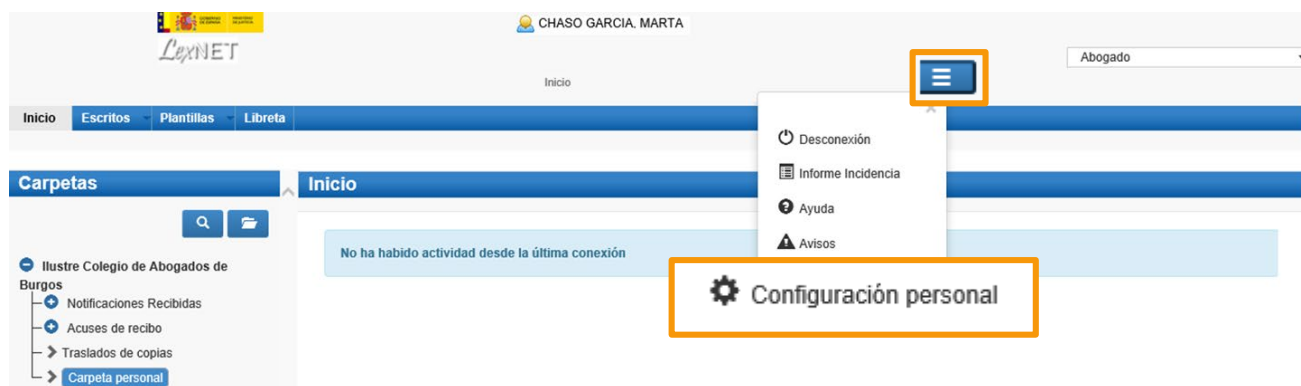 LexNET
CHASO GARCIA, MARTA
Inicio
Abogado
Inicio Escritos Plantillas Libreta
Desconexión
Informe Incidencia
Ayuda
Avisos
Configuración personal
Carpetas
Ilustre Colegio de Abogados de
Burgos
Notificaciones Recibidas
Acuses de recibo
Traslados de copias
Carpeta personal
Inicio
No ha habido actividad desde la última conexión